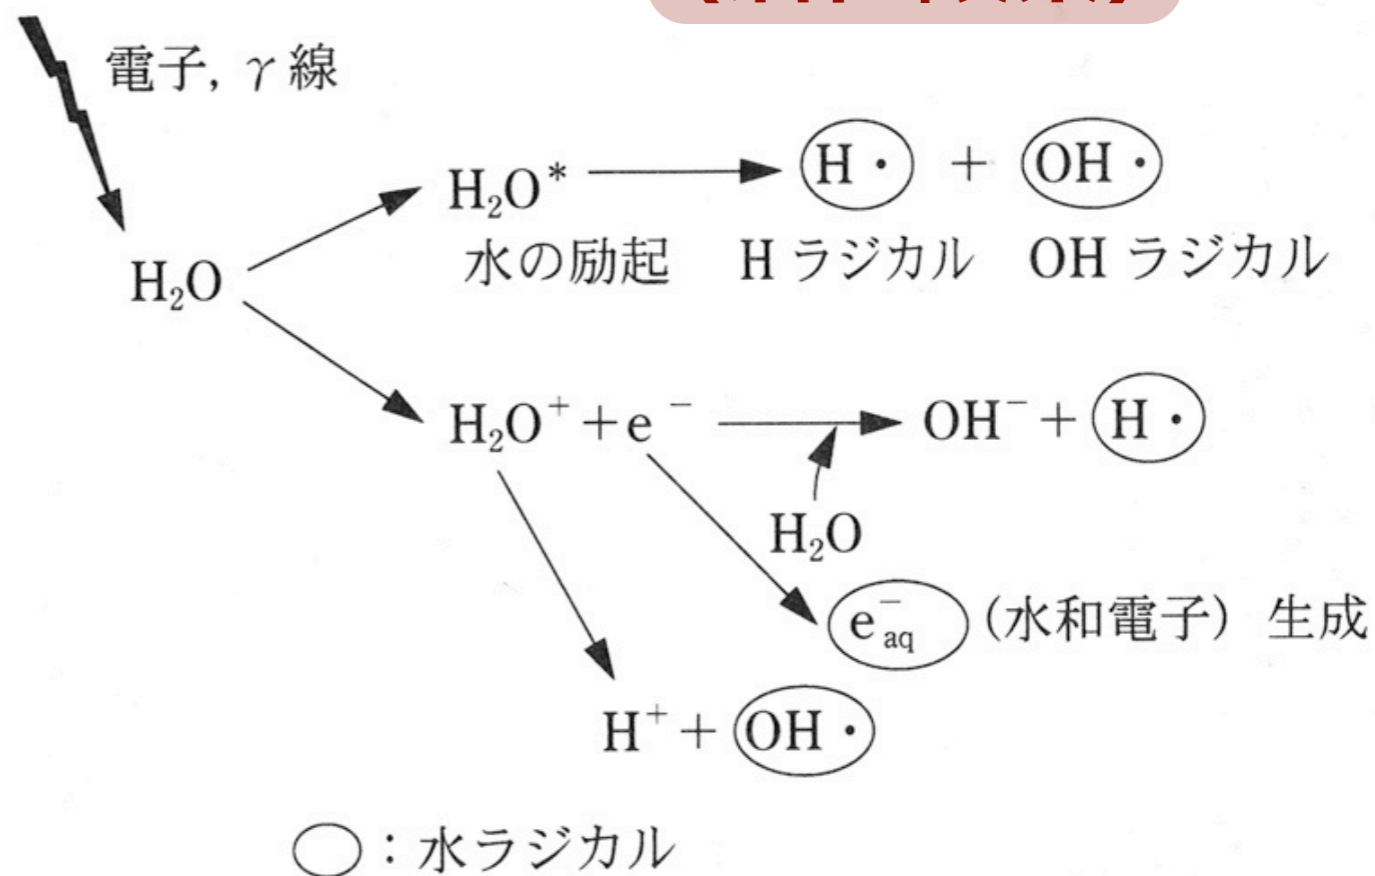 電子, γ線
H₂O* → H・ + OH・
水の励起 Hラジカル OHラジカル
H₂O
H₂O⁺ + e⁻ → OH⁻ + H・
H₂O
e⁻aq (水和電子) 生成
H⁺ + OH・
○：水ラジカル